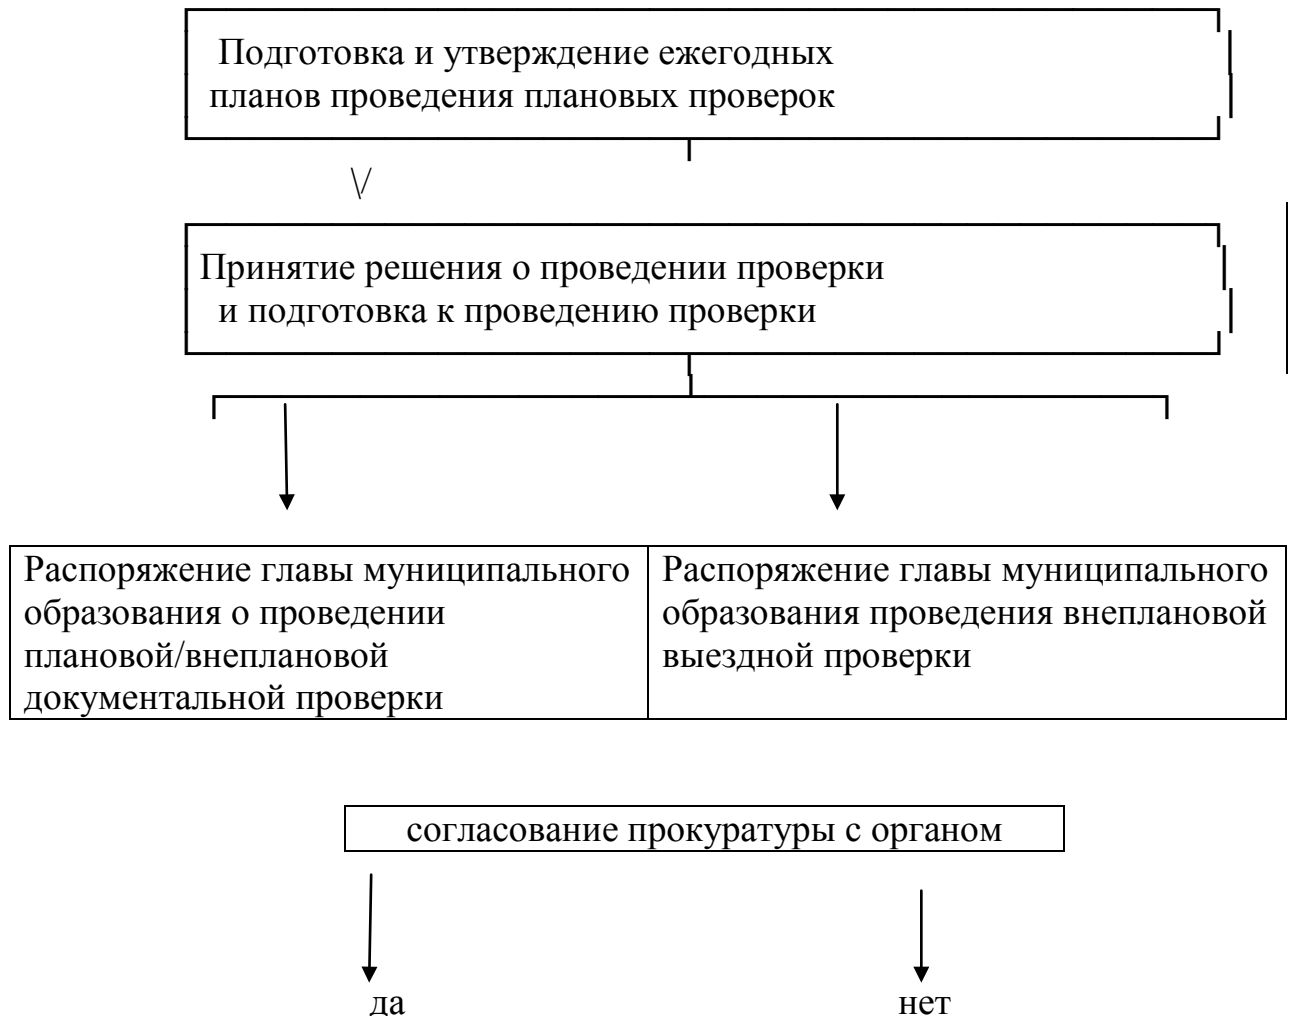 Подготовка и утверждение ежегодных
планов проведения плановых проверок
\/
Принятие решения о проведении проверки
и подготовка к проведению проверки
Распоряжение главы муниципального
образования о проведении
плановой/внеплановой
документальной проверки
Распоряжение главы муниципального
образования проведения внеплановой
выездной проверки
согласование прокуратуры с органом
да
нет